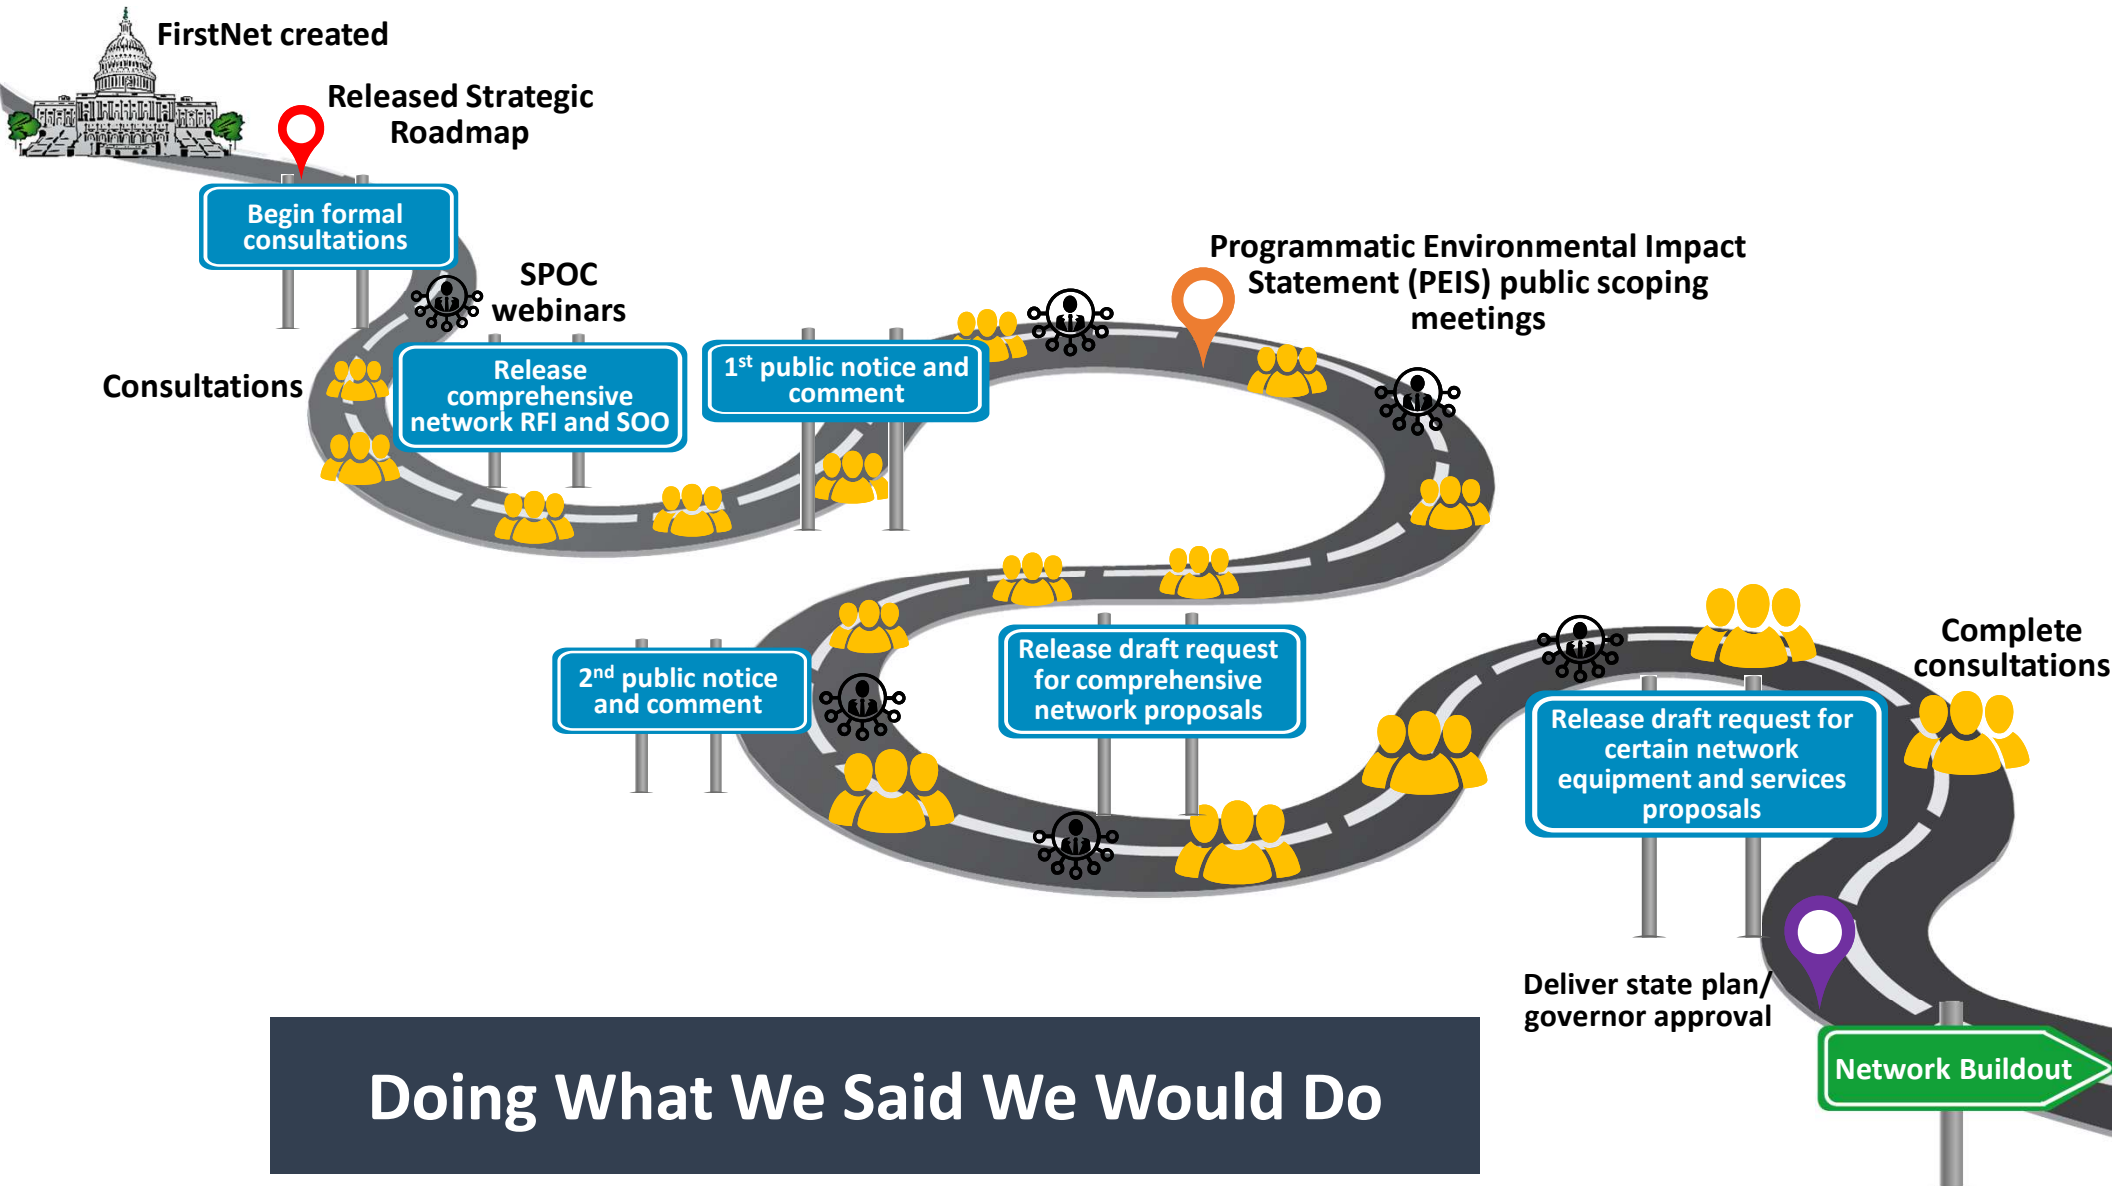 FirstNet created
Released Strategic
Roadmap
Begin formal
consultations
SPOC
webinars
Consultations
Release
comprehensive
network RFI and SOO
1st public notice and
comment
Programmatic Environmental Impact
Statement (PEIS) public scoping
meetings
2nd public notice
and comment
Release draft request
for comprehensive
network proposals
Release draft request for
certain network
equipment and services
proposals
Complete
consultations
Deliver state plan/
governor approval
Network Buildout
Doing What We Said We Would Do